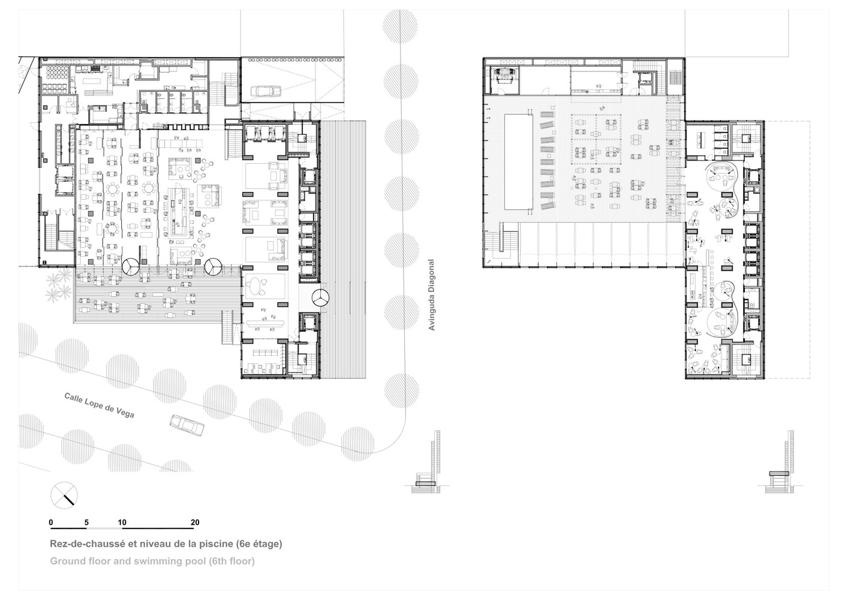 Avinguda Diagonal
Calle Lope de Vega
0 5 10 20
Rez-de-chaussé et niveau de la piscine (6e étage)
Ground floor and swimming pool (6th floor)